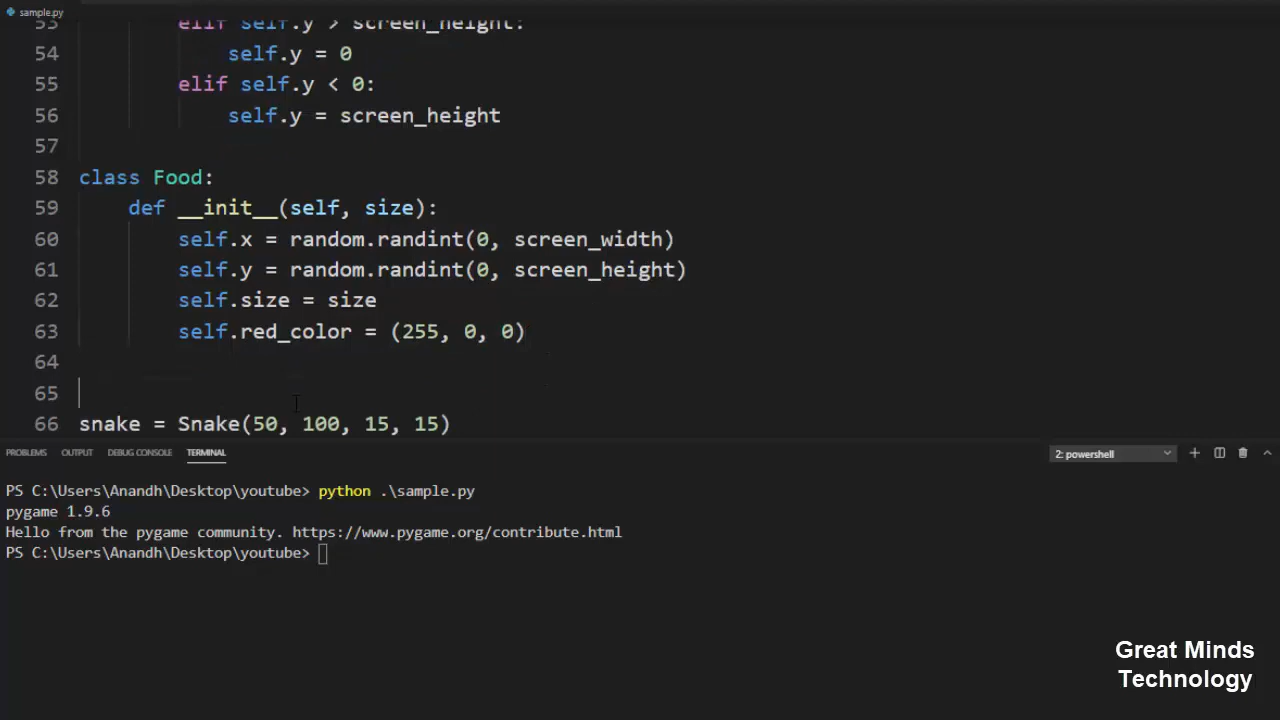 sample.py
53 elif self.y > screen_height:
54 self.y = 0
55 elif self.y < 0:
56 self.y = screen_height
57
58 class Food:
59 def __init__(self, size):
60 self.x = random.randint(0, screen_width)
61 self.y = random.randint(0, screen_height)
62 self.size = size
63 self.red_color = (255, 0, 0)
64
65
66 snake = Snake(50, 100, 15, 15)
PROBLEMS OUTPUT DEBUG CONSOLE TERMINAL 2: powershell
PS C:\Users\Anandh\Desktop\youtube> python .\sample.py
pygame 1.9.6
Hello from the pygame community. https://www.pygame.org/contribute.html
PS C:\Users\Anandh\Desktop\youtube>
Great Minds
Technology